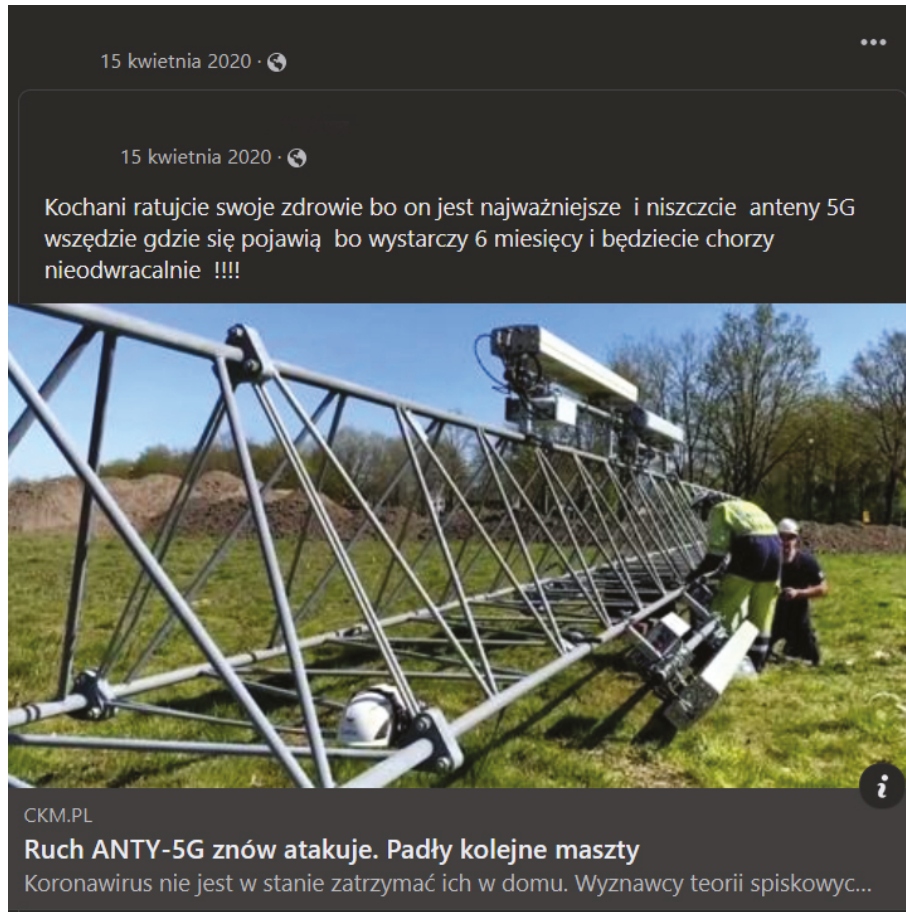 15 kwietnia 2020 ·
15 kwietnia 2020 ·
Kochani ratujcie swoje zdrowie bo on jest najważniejsze i niszczcie anteny 5G
wszędzie gdzie się pojawią bo wystarczy 6 miesięcy i będziecie chorzy
nieodwracalnie !!!!
CKM.PL
Ruch ANTY-5G znów atakuje. Padły kolejne maszty
Koronawirus nie jest w stanie zatrzymać ich w domu. Wyznawcy teorii spiskowyc...